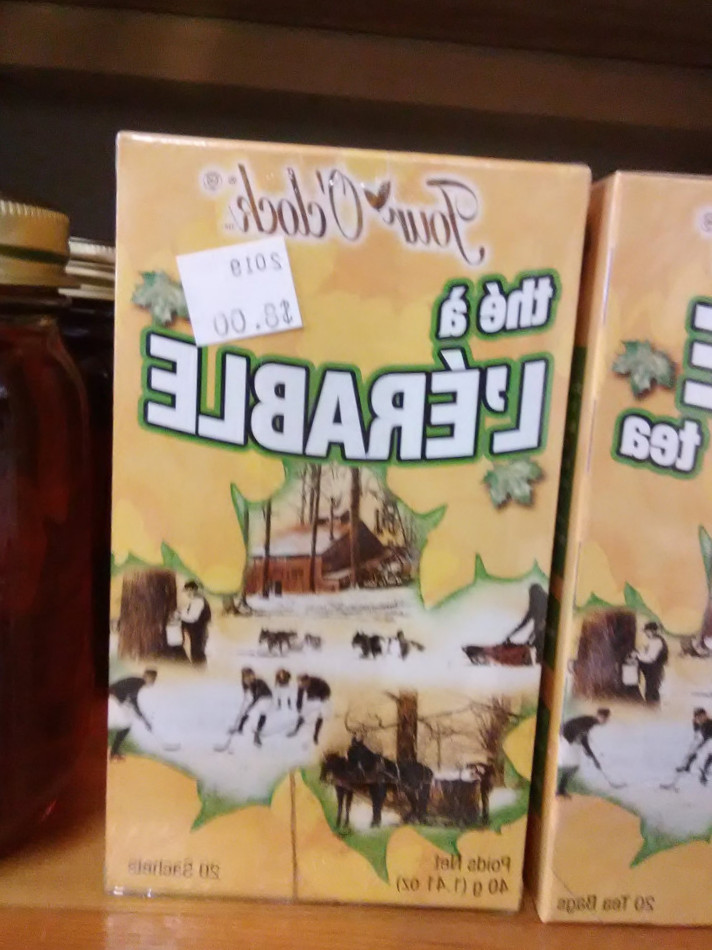 Four O'clock
2019
$8.00
thé à
L'ÉRABLE
Poids Net
40 g (1.41 oz)
20 Sachets
tea
20 Tea Bags